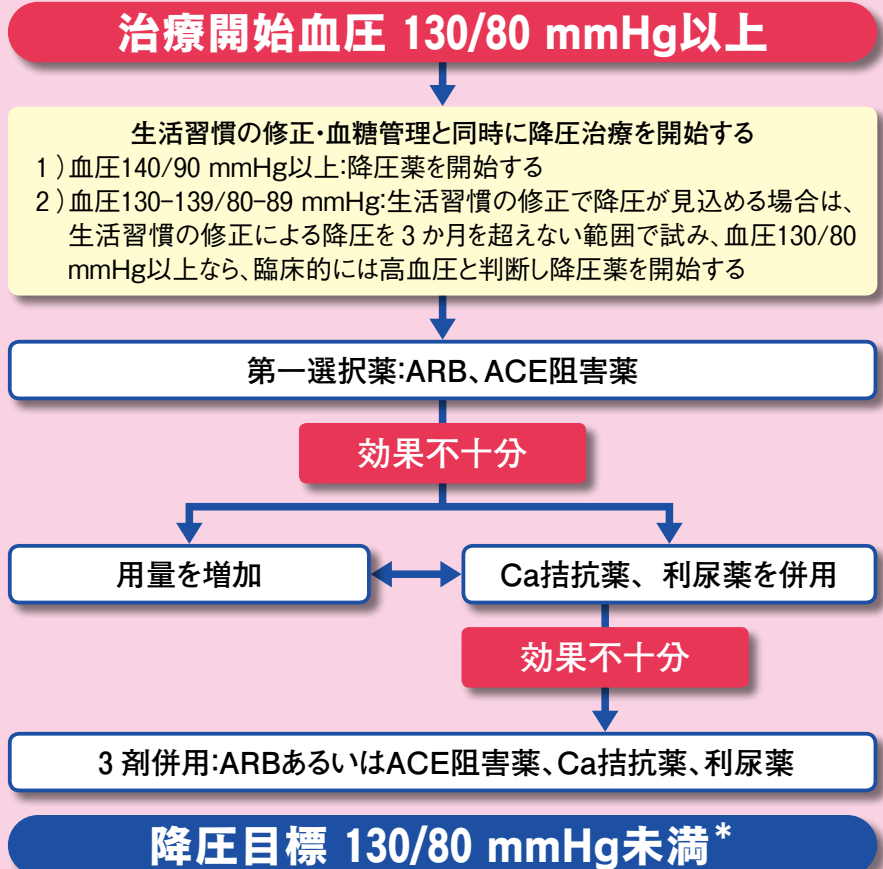 治療開始血圧 130/80 mmHg以上
生活習慣の修正・血糖管理と同時に降圧治療を開始する
1）血圧140/90 mmHg以上:降圧薬を開始する
2）血圧130-139/80-89 mmHg:生活習慣の修正で降圧が見込める場合は、
生活習慣の修正による降圧を3か月を超えない範囲で試み、血圧130/80
mmHg以上なら、臨床的には高血圧と判断し降圧薬を開始する
第一選択薬:ARB、ACE阻害薬
効果不十分
用量を増加
Ca拮抗薬、利尿薬を併用
効果不十分
3剤併用:ARBあるいはACE阻害薬、Ca拮抗薬、利尿薬
降圧目標 130/80 mmHg未満*